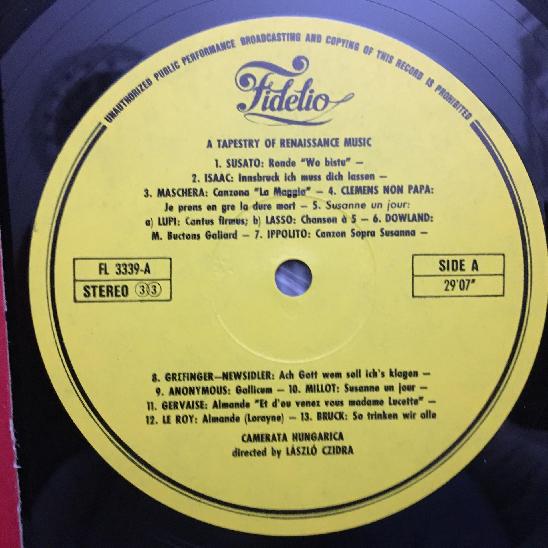 UNAUTHORIZED PUBLIC PERFORMANCE BROADCASTING AND COPYING OF THIS RECORD IS PROHIBITED
Fidelio
A TAPESTRY OF RENAISSANCE MUSIC
1. SUSATO: Ronde "Wo bistu" –
2. ISAAC: Innsbruck ich muss dich lassen –
3. MASCHERA: Canzona "La Maggia" – 4. CLEMENS NON PAPA:
Je prens en gre la dure mort – 5. Susanne un jour:
a) LUPI: Cantus firmus; b) LASSO: Chanson à 5 – 6. DOWLAND:
M. Buctons Galiard – 7. IPPOLITO: Canzon Sopra Susanna –
FL 3339-A
STEREO 33
SIDE A
29'07"
8. GREFINGER–NEWSIDLER: Ach Gott wem soll ich's klagen –
9. ANONYMOUS: Gallicum – 10. MILLOT: Susanne un jour –
11. GERVAISE: Almande "Et d'ou venez vous madame Lucette" –
12. LE ROY: Almande (Lorayne) – 13. BRUCK: So trinken wir alle
CAMERATA HUNGARICA
directed by LÁSZLÓ CZIDRA